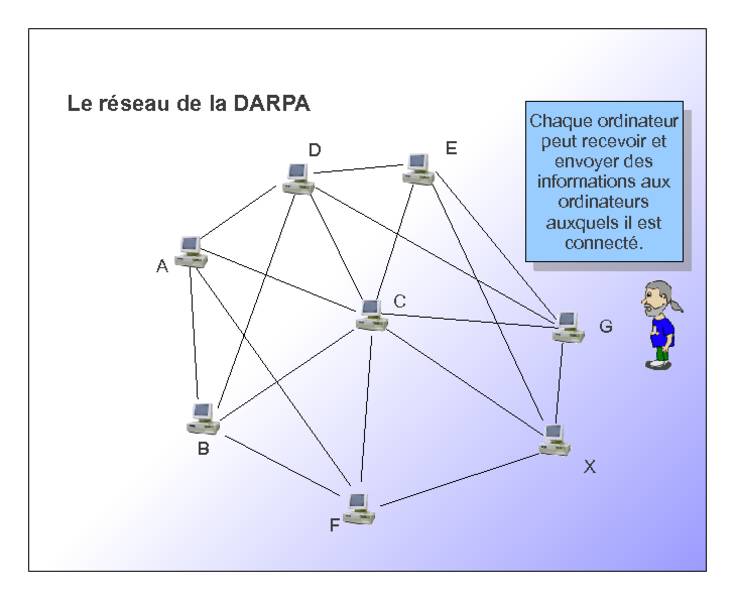 Le réseau de la DARPA
Chaque ordinateur
peut recevoir et
envoyer des
informations aux
ordinateurs
auxquels il est
connecté.
D
E
A
C
G
B
X
F